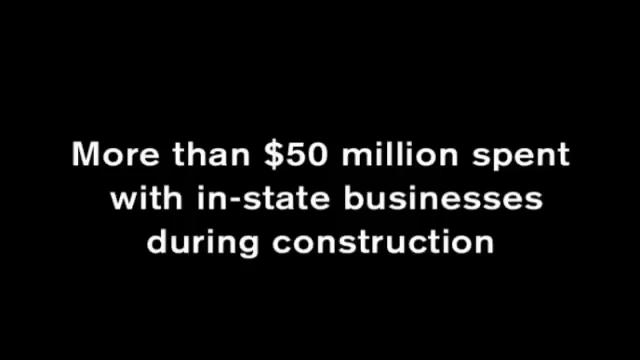 More than $50 million spent
with in-state businesses
during construction